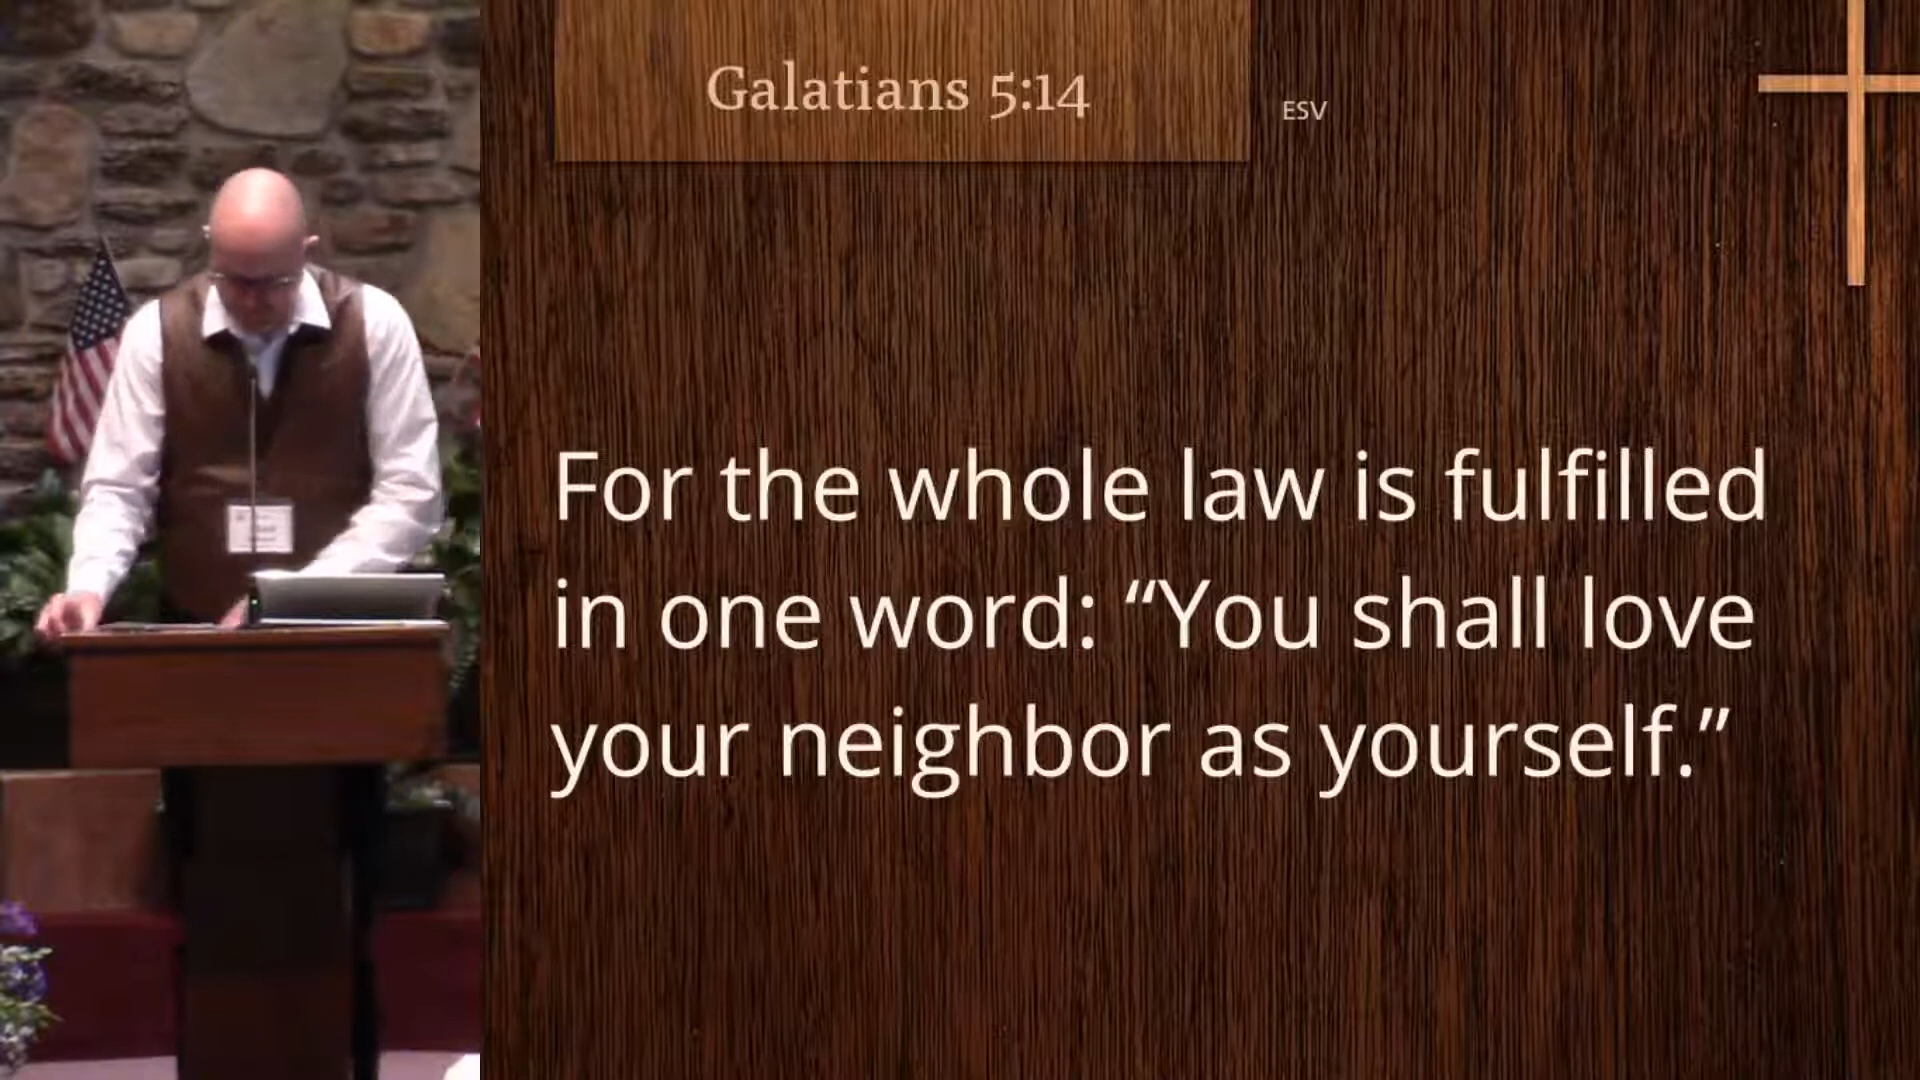 Galatians 5:14
ESV
For the whole law is fulfilled
in one word: “You shall love
your neighbor as yourself.”